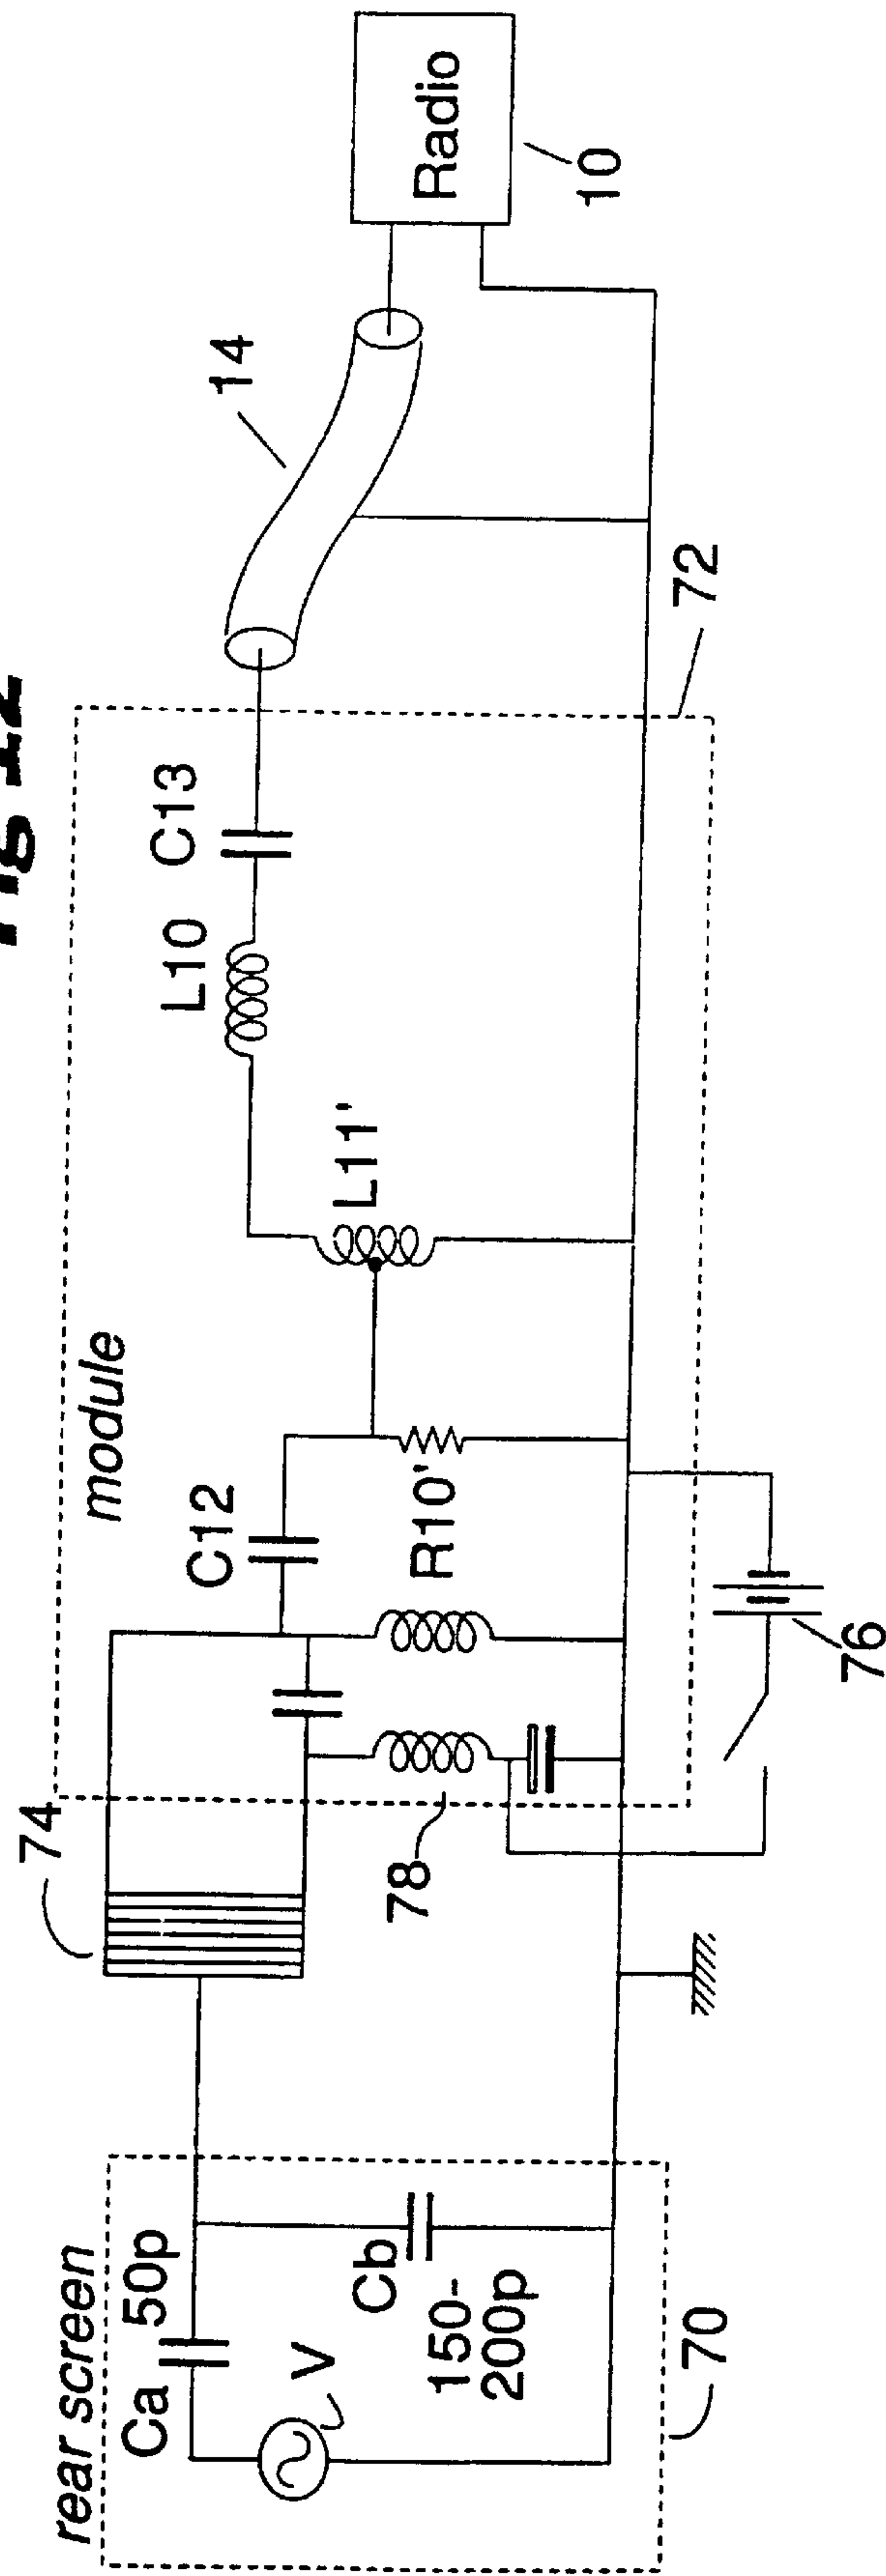 rear screen
Ca 50p
V
Cb
150-
200p
70
74
78
module
C12
R10'
76
L11'
L10 C13
72
14
Radio
10